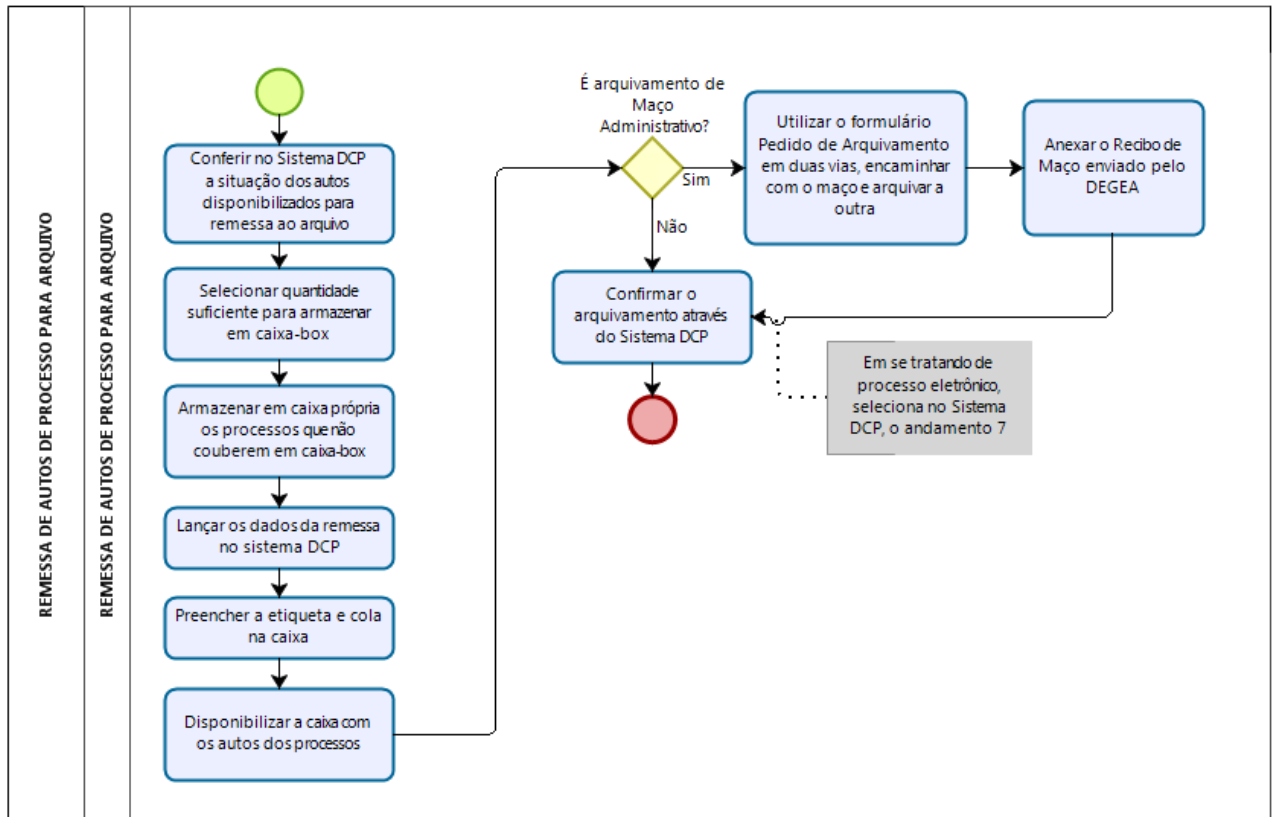 REMESSA DE AUTOS DE PROCESSO PARA ARQUIVO
REMESSA DE AUTOS DE PROCESSO PARA ARQUIVO
Conferir no Sistema DCP
a situação dos autos
disponibilizados para
remessa ao arquivo
Selecionar quantidade
suficiente para armazenar
em caixa-box
Armazenar em caixa própria
os processos que não
couberem em caixa-box
Lançar os dados da remessa
no sistema DCP
Preencher a etiqueta e cola
na caixa
Disponibilizar a caixa com
os autos dos processos
É arquivamento de
Maço
Administrativo?
Sim
Não
Utilizar o formulário
Pedido de Arquivamento
em duas vias, encaminhar
com o maço e arquivar a
outra
Anexar o Recibo de
Maço enviado pelo
DEGEA
Confirmar o
arquivamento através
do Sistema DCP
Em se tratando de
processo eletrônico,
seleciona no Sistema
DCP, o andamento 7